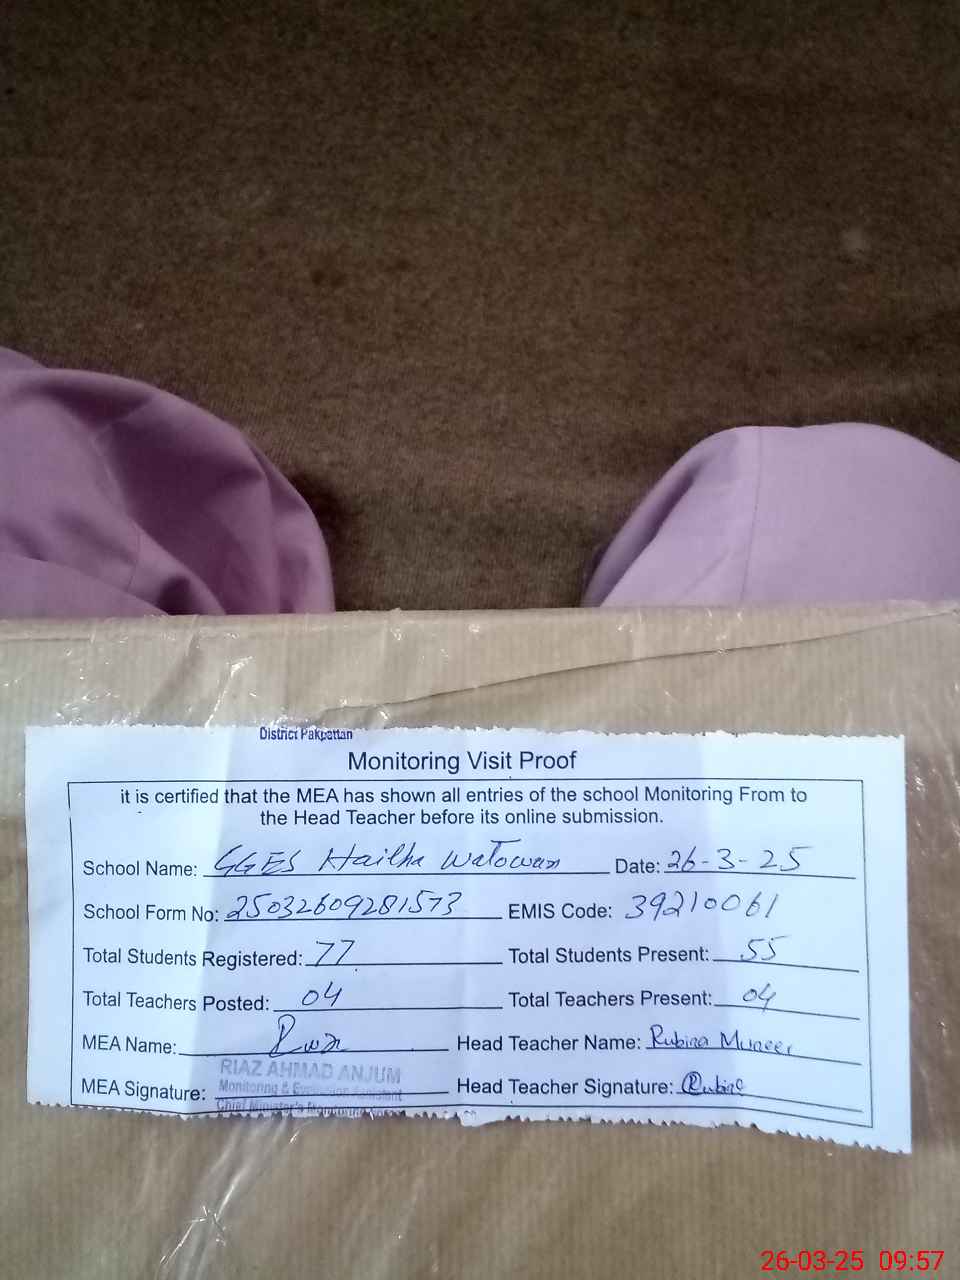 District Pakpattan
Monitoring Visit Proof
it is certified that the MEA has shown all entries of the school Monitoring From to
the Head Teacher before its online submission.
School Name: GGES Watowan Date: 26-3-25
School Form No: 25032609281573 EMIS Code: 39210061
Total Students Registered: 77 Total Students Present: 55
Total Teachers Posted: 04 Total Teachers Present: 04
MEA Name: Head Teacher Name: Rubina Muneer
RIAZ AHMAD ANJUM
MEA Signature: Monitoring & Evaluation Assistant Head Teacher Signature: Rubina
Chief Minister's Monitoring
26-03-25 09:57